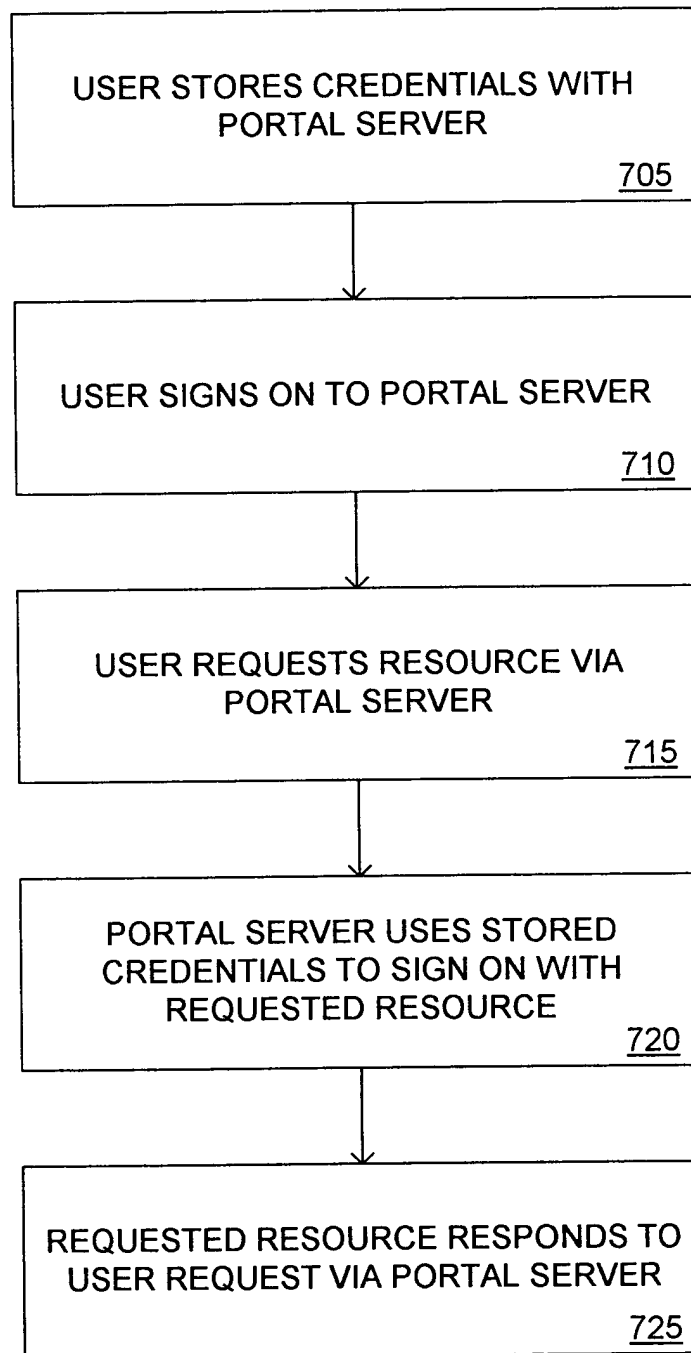 USER STORES CREDENTIALS WITH
PORTAL SERVER
705
USER SIGNS ON TO PORTAL SERVER
710
USER REQUESTS RESOURCE VIA
PORTAL SERVER
715
PORTAL SERVER USES STORED
CREDENTIALS TO SIGN ON WITH
REQUESTED RESOURCE
720
REQUESTED RESOURCE RESPONDS TO
USER REQUEST VIA PORTAL SERVER
725